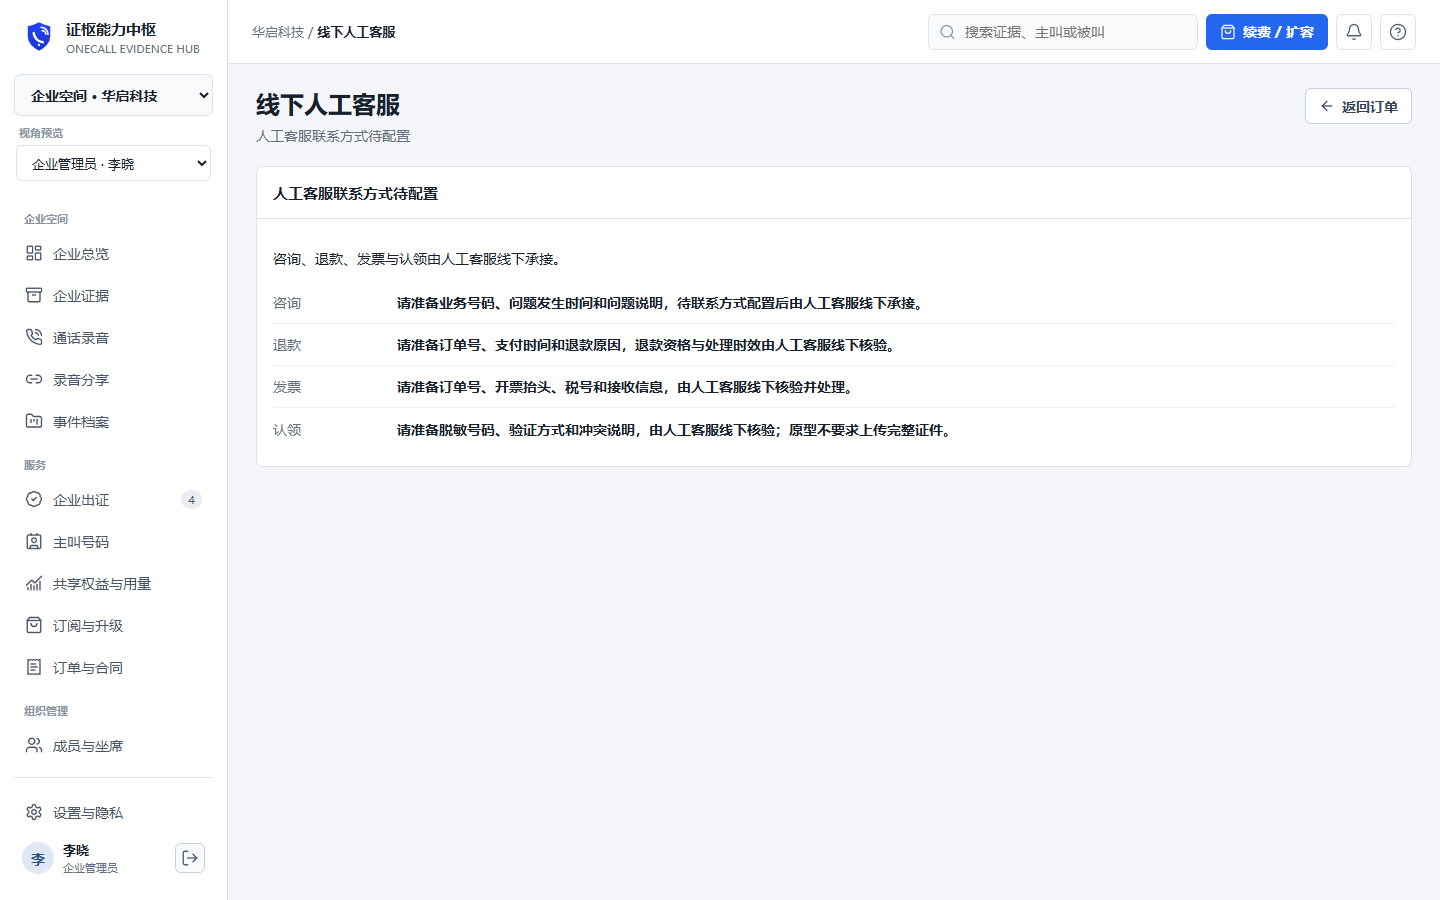 证枢能力中枢
ONECALL EVIDENCE HUB
企业空间 • 华启科技
视角预览
企业管理员 · 李晓
企业空间
企业总览
企业证据
通话录音
录音分享
事件档案
服务
企业出证
4
主叫号码
共享权益与用量
订阅与升级
订单与合同
组织管理
成员与坐席
设置与隐私
李
李晓
企业管理员
华启科技 / 线下人工客服
搜索证据、主叫或被叫
续费 / 扩容
线下人工客服
人工客服联系方式待配置
返回订单
人工客服联系方式待配置
咨询、退款、发票与认领由人工客服线下承接。
咨询 请准备业务号码、问题发生时间和问题说明，待联系方式配置后由人工客服线下承接。
退款 请准备订单号、支付时间和退款原因，退款资格与处理时效由人工客服线下核验。
发票 请准备订单号、开票抬头、税号和接收信息，由人工客服线下核验并处理。
认领 请准备脱敏号码、验证方式和冲突说明，由人工客服线下核验；原型不要求上传完整证件。